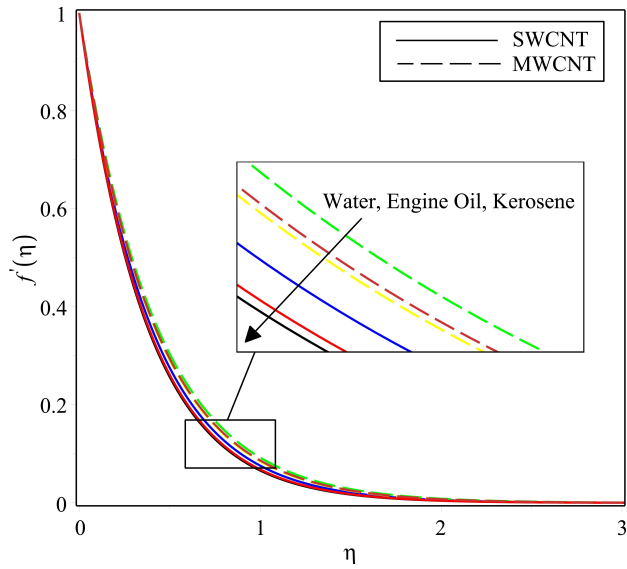 1
SWCNT
MWCNT
0.8
0.6
Water, Engine Oil, Kerosene
f'(η)
0.4
0.2
0
0
1
2
3
η